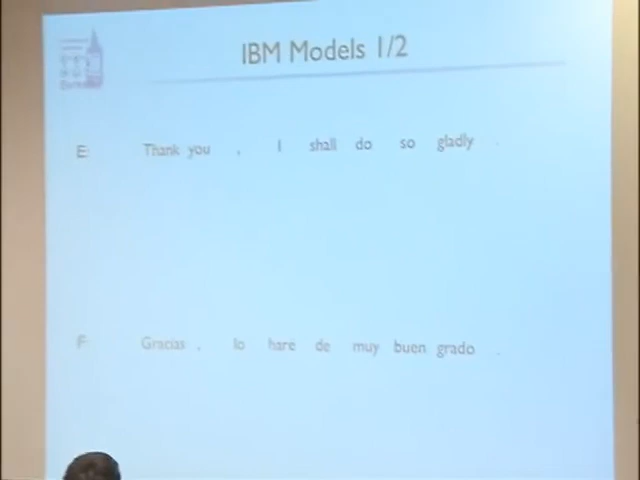 IBM Models 1/2
E: Thank you , I shall do so gladly .
F: Gracias , lo hare de muy buen grado .